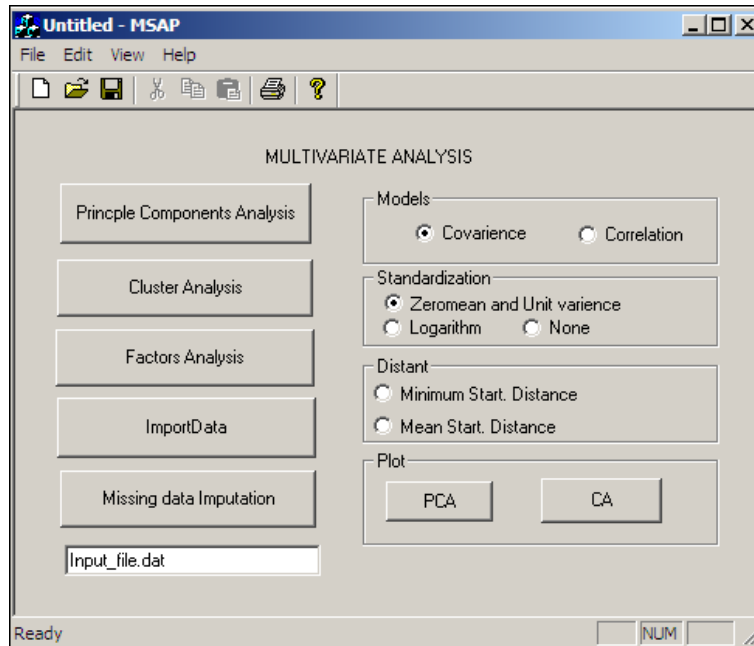 Untitled - MSAP
File Edit View Help
MULTIVARIATE ANALYSIS
Princple Components Analysis
Cluster Analysis
Factors Analysis
ImportData
Missing data Imputation
Input_file.dat
Models
Covarience Correlation
Standardization
Zeromean and Unit varience
Logarithm None
Distant
Minimum Start. Distance
Mean Start. Distance
Plot
PCA CA
Ready NUM